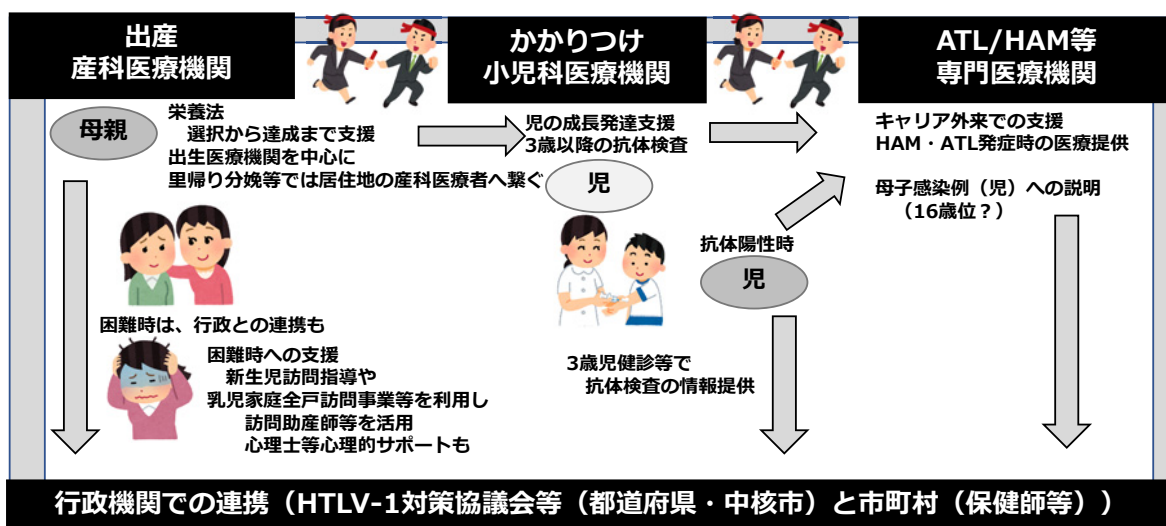 出産
産科医療機関
かかりつけ
小児科医療機関
ATL/HAM等
専門医療機関
母親
栄養法
選択から達成まで支援
出生医療機関を中心に
里帰り分娩等では居住地の産科医療者へ繋ぐ
児の成長発達支援
3歳以降の抗体検査
児
キャリア外来での支援
HAM・ATL発症時の医療提供
母子感染例（児）への説明
（16歳位？）
抗体陽性時
児
困難時は、行政との連携も
困難時への支援
新生児訪問指導や
乳児家庭全戸訪問事業等を利用し
訪問助産師等を活用
心理士等心理的サポートも
3歳児健診等で
抗体検査の情報提供
行政機関での連携（HTLV-1対策協議会等（都道府県・中核市）と市町村（保健師等））